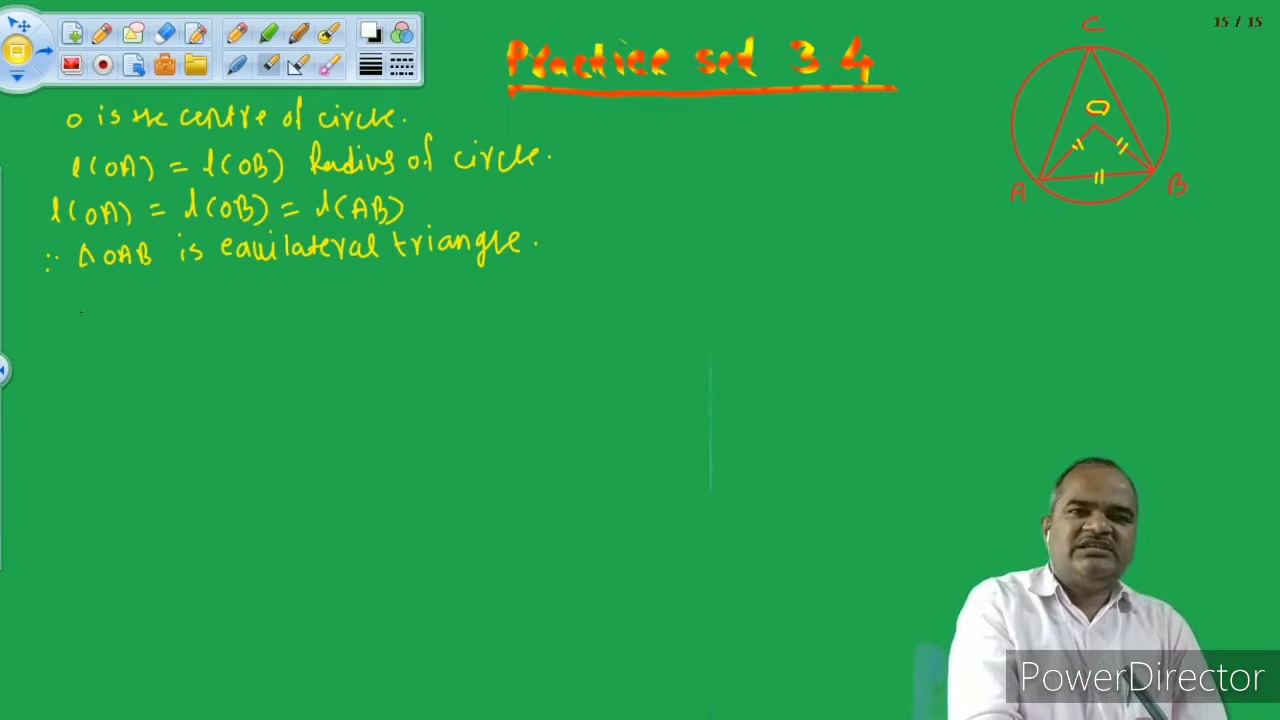 15 / 15
Practice set 3.4
C
O
A
B
o is the centre of circle.
l(OA) = l(OB) Radius of circle.
l(OA) = l(OB) = l(AB)
∴ ΔOAB is equilateral triangle.
PowerDirector